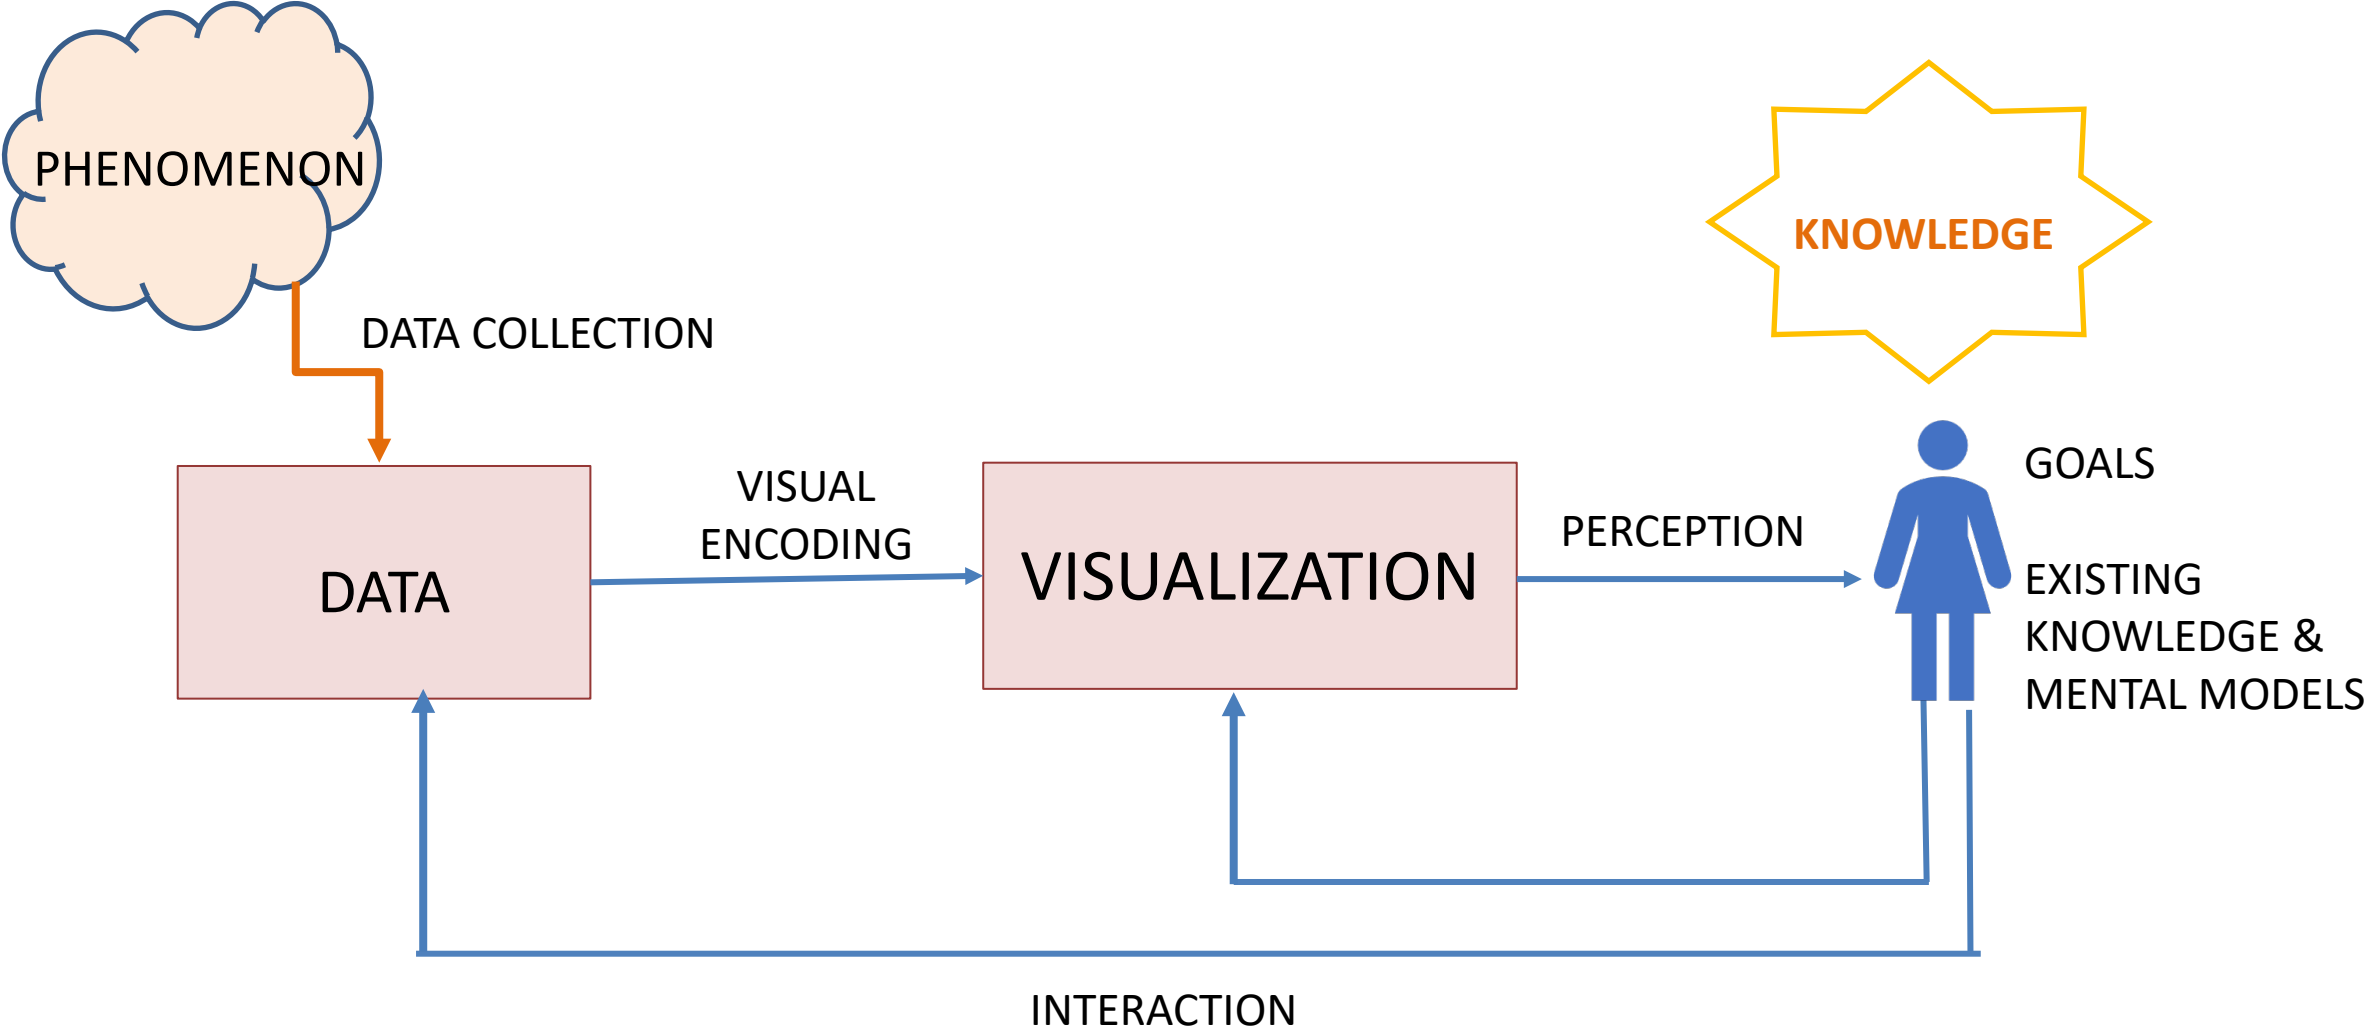 PHENOMENON
KNOWLEDGE
DATA COLLECTION
DATA
VISUAL
ENCODING
VISUALIZATION
PERCEPTION
GOALS
EXISTING
KNOWLEDGE &
MENTAL MODELS
INTERACTION